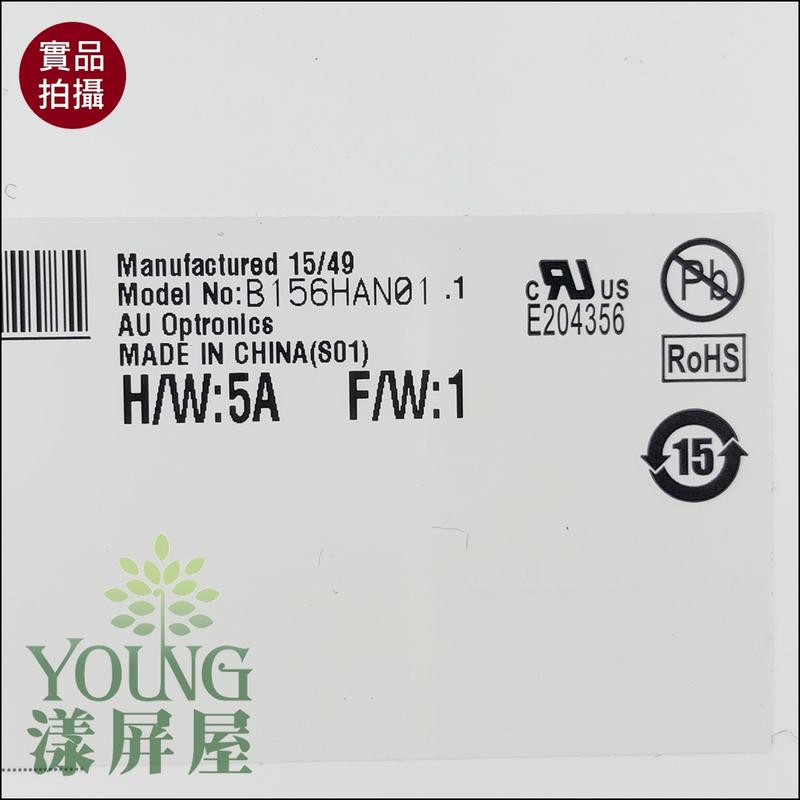 實品
拍攝
Manufactured 15/49
Model No:B156HAN01.1
AU Optronics
MADE IN CHINA(S01)
H/W:5A F/W:1
c RU US
E204356
Pb
RoHS
15
YOUNG
漾屏屋